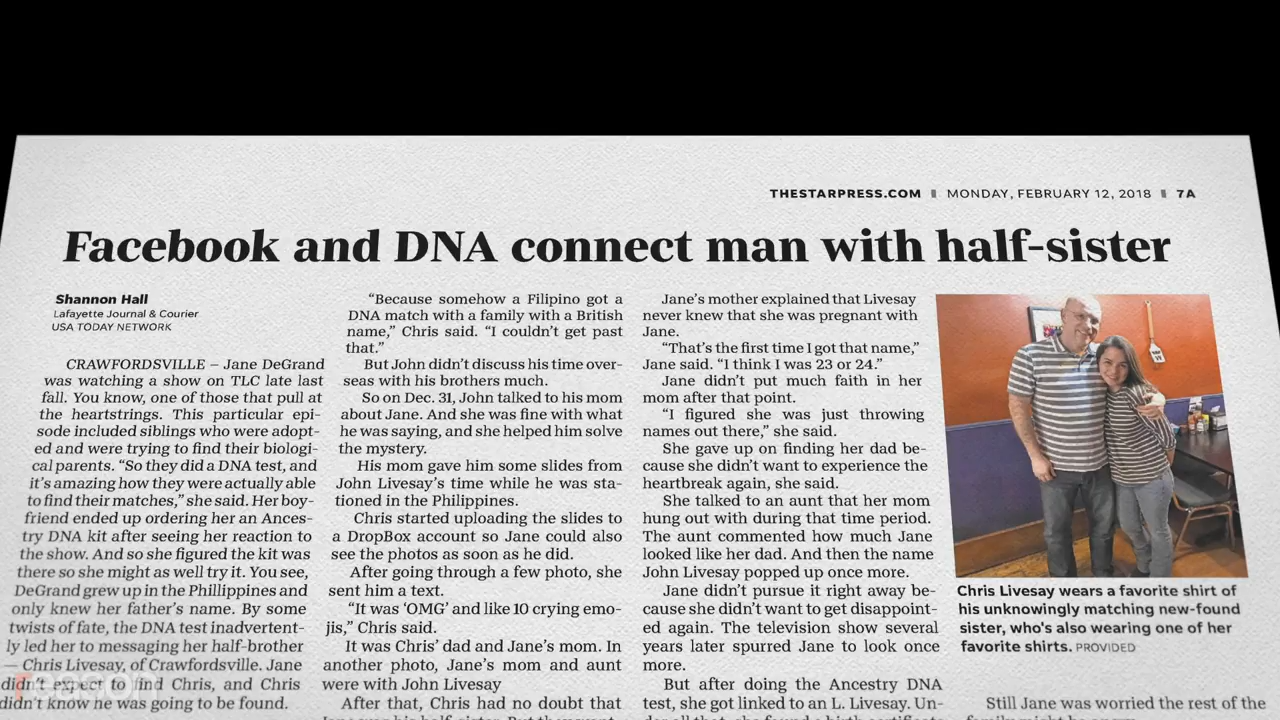 THESTARPRESS.COM ▮ MONDAY, FEBRUARY 12, 2018 ▮ 7A
Facebook and DNA connect man with half-sister
Shannon Hall
Lafayette Journal & Courier
USA TODAY NETWORK
CRAWFORDSVILLE – Jane DeGrand
was watching a show on TLC late last
fall. You know, one of those that pull at
the heartstrings. This particular epi-
sode included siblings who were adopt-
ed and were trying to find their biologi-
cal parents. “So they did a DNA test, and
it’s amazing how they were actually able
to find their matches,” she said. Her boy-
friend ended up ordering her an Ances-
try DNA kit after seeing her reaction to
the show. And so she figured the kit was
there so she might as well try it. You see,
DeGrand grew up in the Phillippines and
only knew her father’s name. By some
twists of fate, the DNA test inadvertent-
ly led her to messaging her half-brother
— Chris Livesay, of Crawfordsville. Jane
didn’t expect to find Chris, and Chris
didn’t know he was going to be found.
“Because somehow a Filipino got a
DNA match with a family with a British
name,” Chris said. “I couldn’t get past
that.”
But John didn’t discuss his time over-
seas with his brothers much.
So on Dec. 31, John talked to his mom
about Jane. And she was fine with what
he was saying, and she elped him solve
the mystery.
His mom gave him some slides from
John Livesay’s time while he was sta-
tioned in the Philippines.
Chris started uploading the slides to
a DropBox account so Jane could also
see the photos as soon as he did.
After going through a few photo, she
sent him a text.
“It was ‘OMG’ and like 10 crying emo-
jis,” Chris said.
It was Chris’ dad and Jane’s mom. In
another photo, Jane’s mom and aunt
were with John Livesay
After that, Chris had no doubt that
Jane’s mother explained that Livesay
never knew that she was pregnant with
Jane.
“That’s the first time I got that name,”
Jane said. “I think I was 23 or 24.”
Jane didn’t put much faith in her
mom after that point.
“I figured she was just throwing
names out there,” she said.
She gave up on finding her dad be-
cause she didn’t want to experience the
heartbreak again, she said.
She talked to an aunt that her mom
hung out with during that time period.
The aunt commented how much Jane
looked like her dad. And then the name
John Livesay popped up once more.
Jane didn’t pursue it right away be-
cause she didn’t want to get disappoint-
ed again. The television show several
years later spurred Jane to look once
more.
But after doing the Ancestry DNA
test, she got linked to an L. Livesay. Un-
Chris Livesay wears a favorite shirt of
his unknowingly matching new-found
sister, who's also wearing one of her
favorite shirts. PROVIDED
Still Jane was worried the rest of the
reason